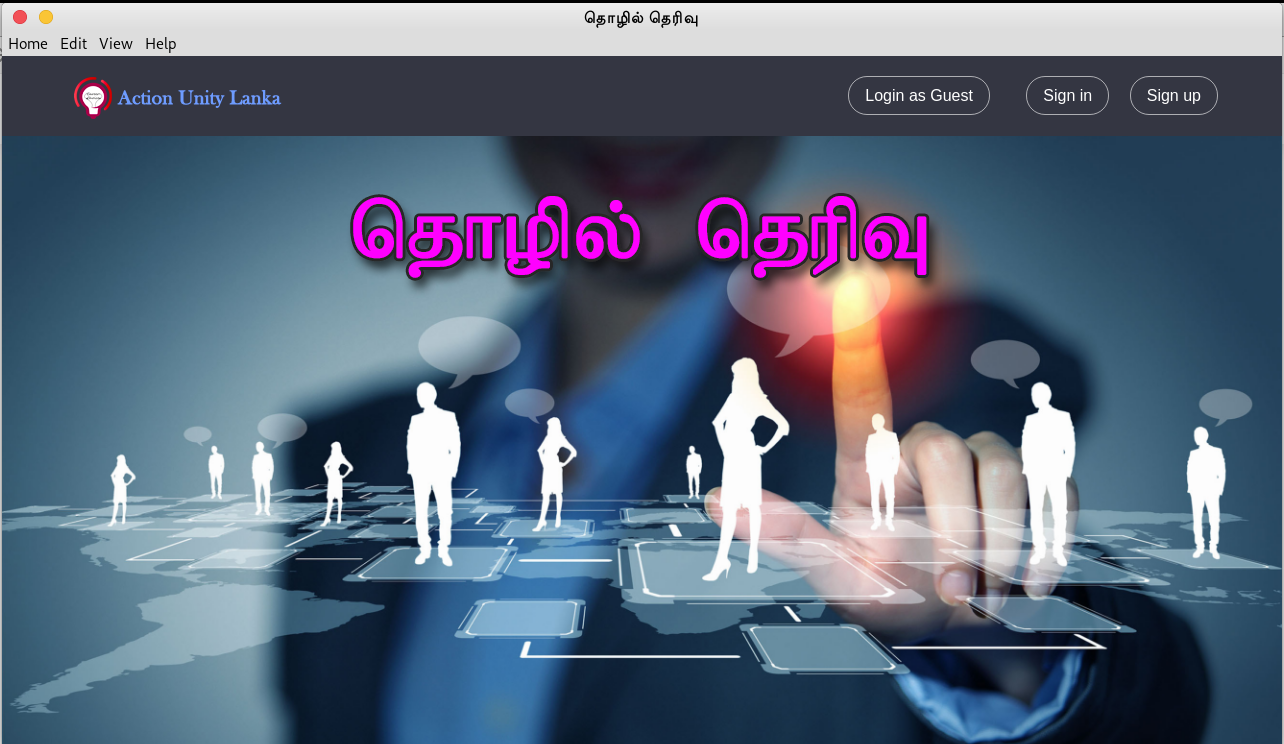 தொழில் தெரிவு
Home Edit View Help
Action Unity Lanka
Login as Guest
Sign in
Sign up
தொழில் தெரிவு